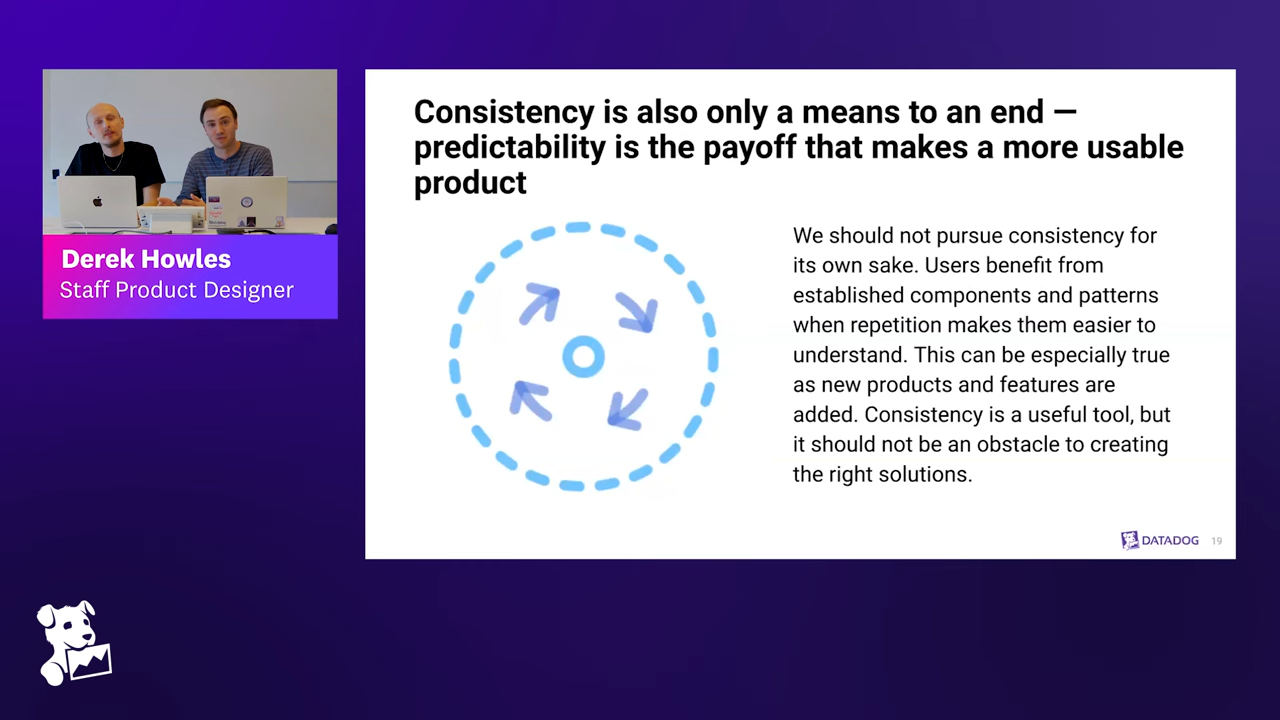 Derek Howles
Staff Product Designer
Consistency is also only a means to an end —
predictability is the payoff that makes a more usable
product
We should not pursue consistency for
its own sake. Users benefit from
established components and patterns
when repetition makes them easier to
understand. This can be especially true
as new products and features are
added. Consistency is a useful tool, but
it should not be an obstacle to creating
the right solutions.
DATADOG 19